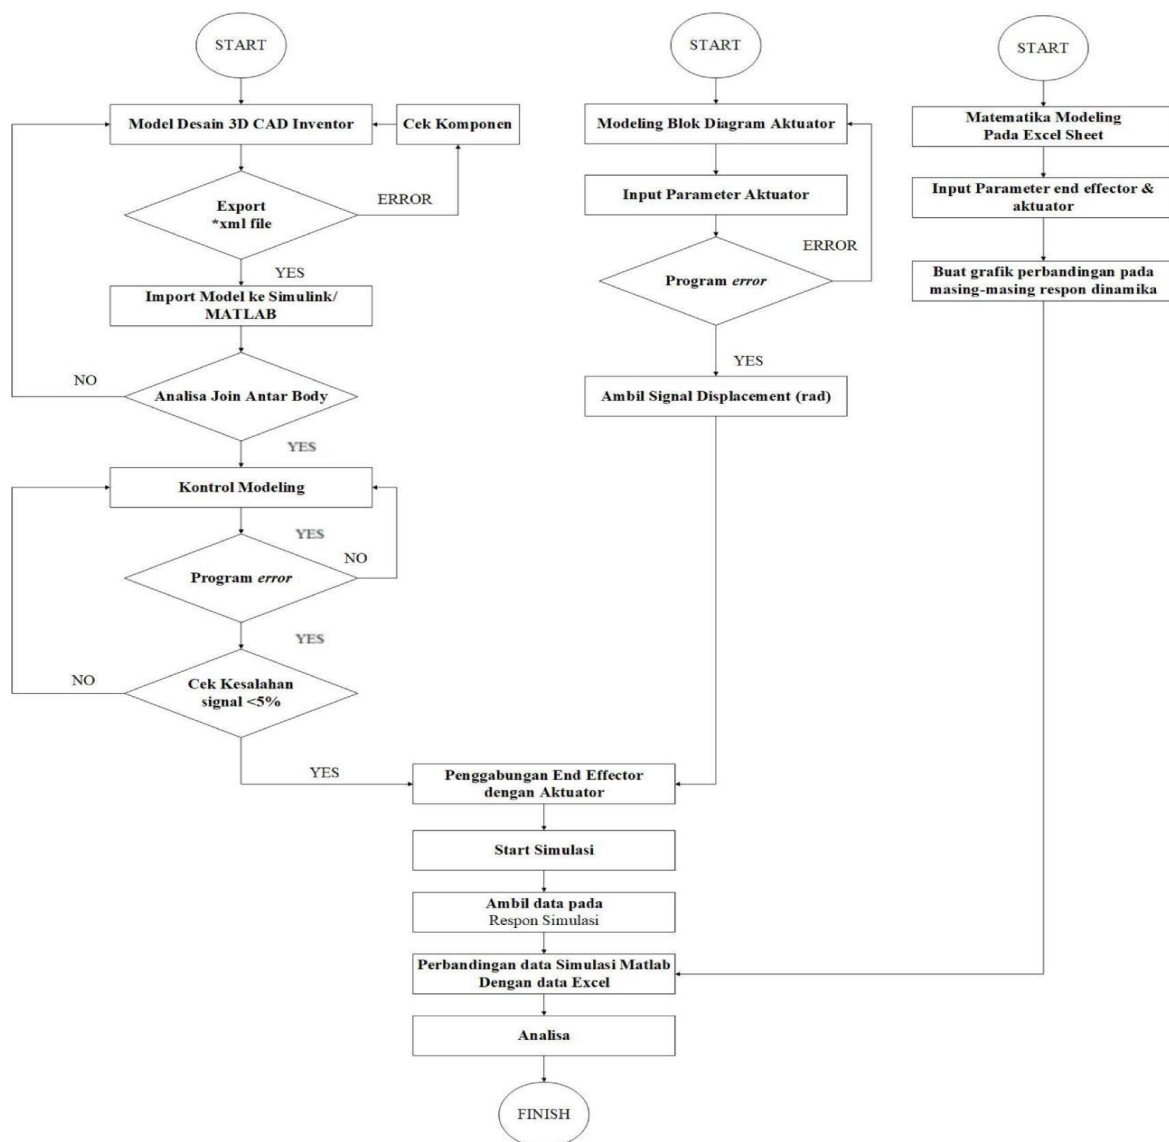 START
Model Desain 3D CAD Inventor
Cek Komponen
Export
*xml file
ERROR
YES
Import Model ke Simulink/
MATLAB
NO
Analisa Join Antar Body
YES
Kontrol Modeling
YES
NO
Program error
YES
NO
Cek Kesalahan
signal <5%
YES
START
Modeling Blok Diagram Aktuator
Input Parameter Aktuator
ERROR
Program error
YES
Ambil Signal Displacement (rad)
START
Matematika Modeling
Pada Excel Sheet
Input Parameter end effector &
aktuator
Buat grafik perbandingan pada
masing-masing respon dinamika
Penggabungan End Effector
dengan Aktuator
Start Simulasi
Ambil data pada
Respon Simulasi
Perbandingan data Simulasi Matlab
Dengan data Excel
Analisa
FINISH